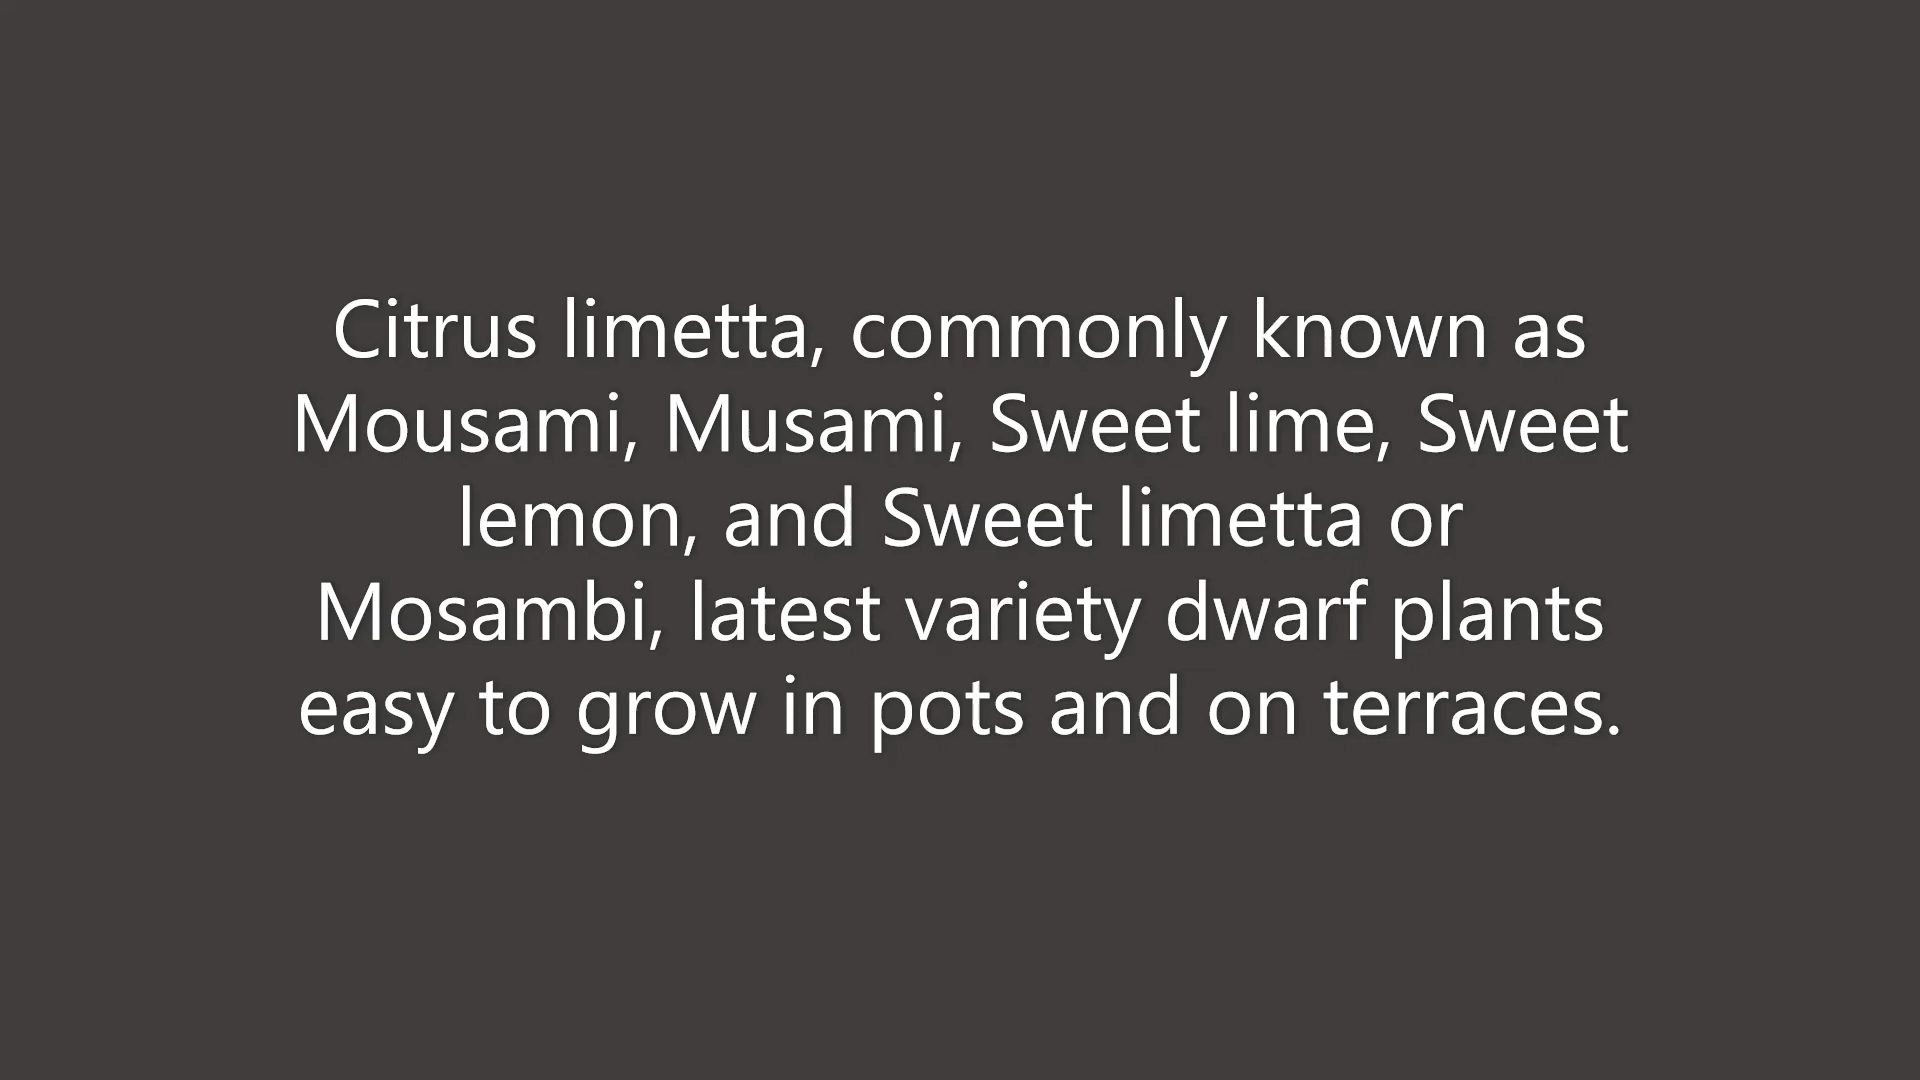 Citrus limetta, commonly known as
Mousami, Musami, Sweet lime, Sweet
lemon, and Sweet limetta or
Mosambi, latest variety dwarf plants
easy to grow in pots and on terraces.